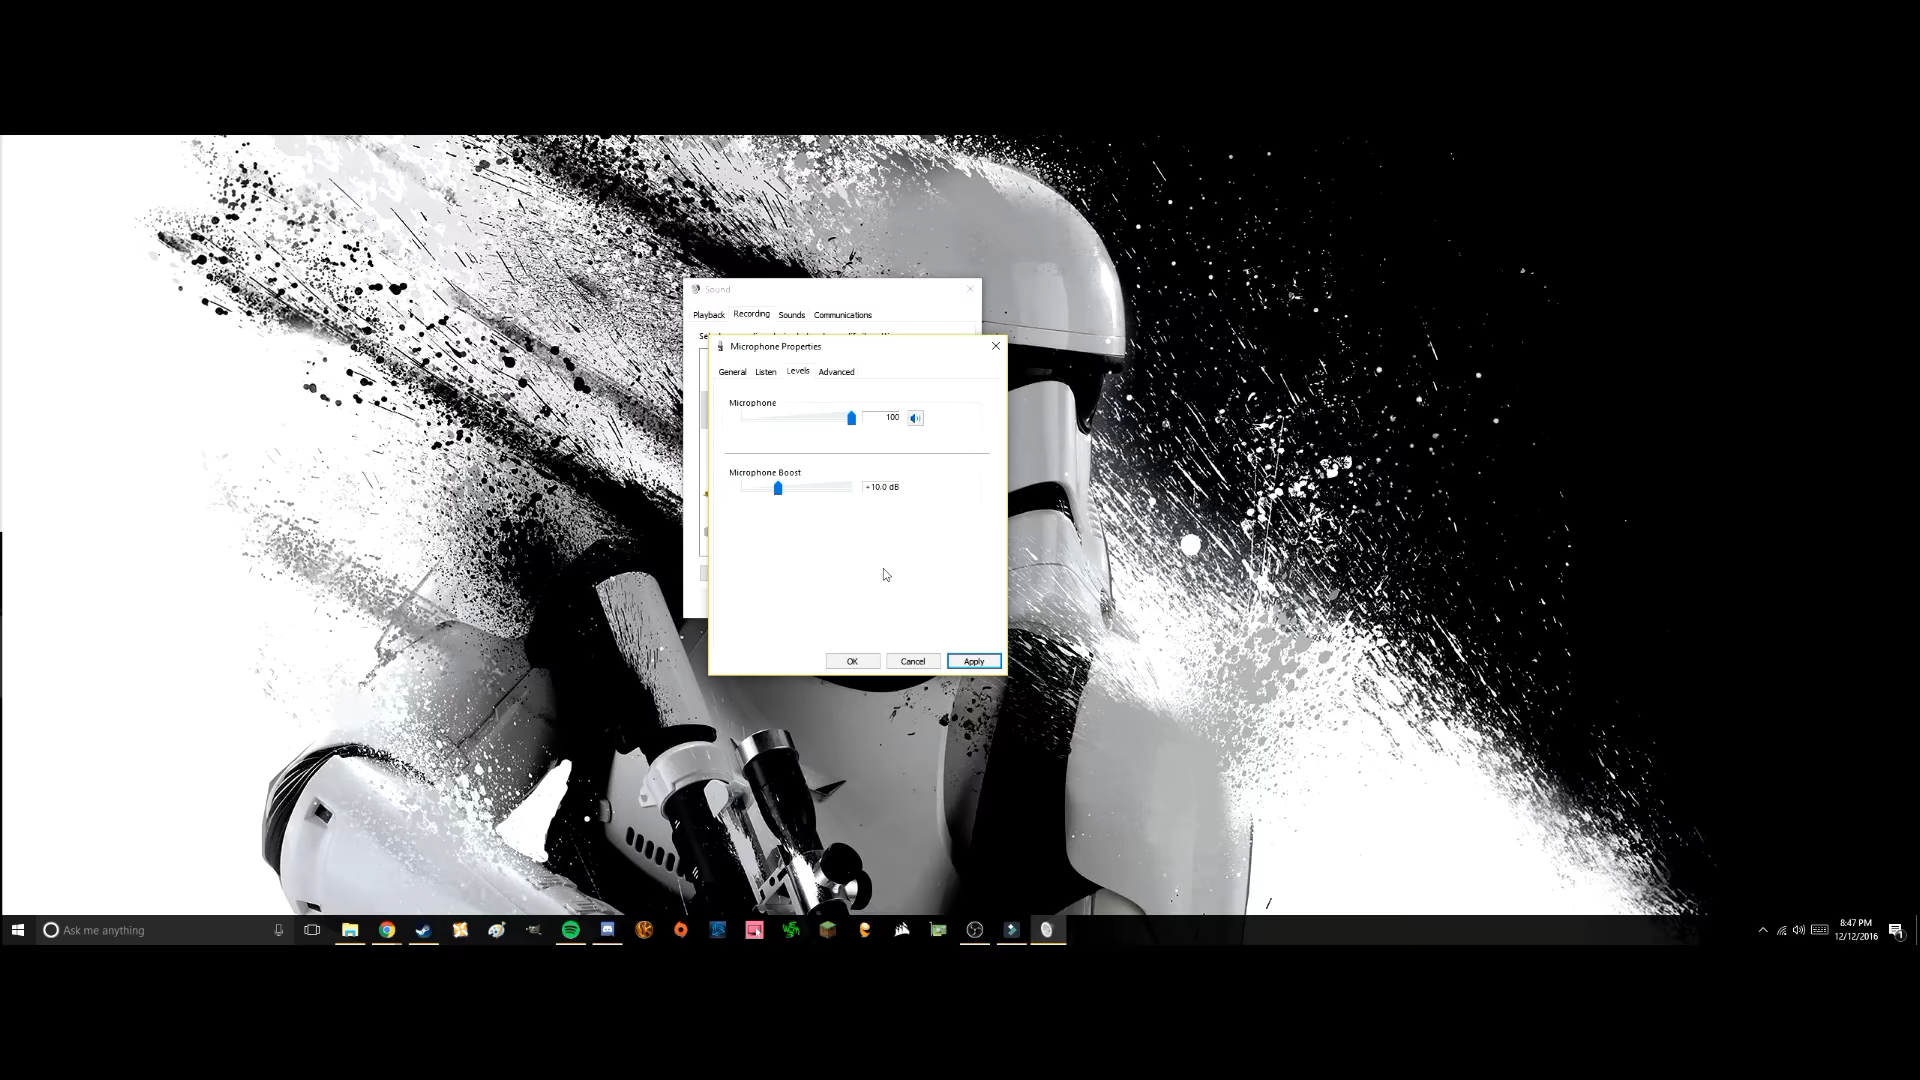 Sound
Playback Recording Sounds Communications
Microphone Properties
General Listen Levels Advanced
Microphone
100
Microphone Boost
+10.0 dB
OK Cancel Apply
Ask me anything
8:47 PM
12/12/2016